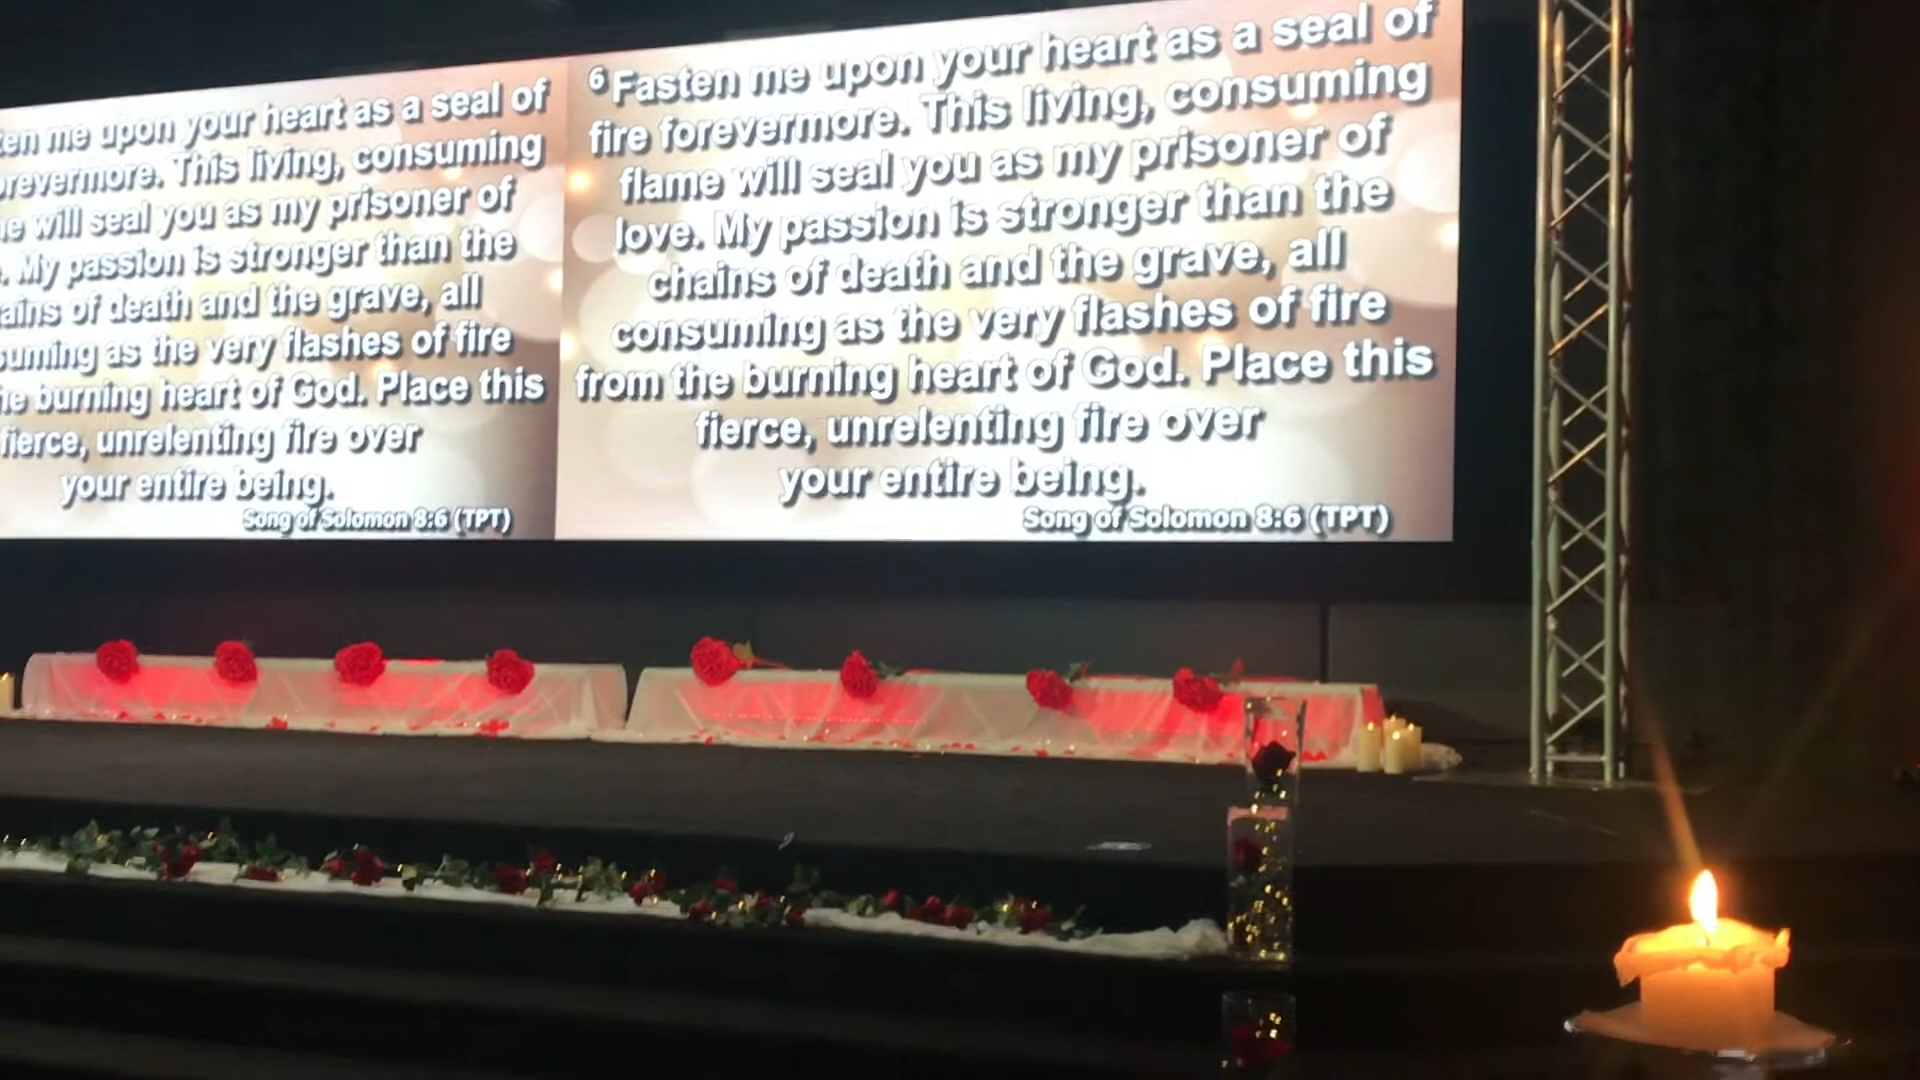 en me upon your heart as a seal of
revermore. This living, consuming
e will seal you as my prisoner of
. My passion is stronger than the
ains of death and the grave, all
suming as the very flashes of fire
e burning heart of God. Place this
fierce, unrelenting fire over
your entire being.
Song of Solomon 8:6 (TPT)
6 Fasten me upon your heart as a seal of
fire forevermore. This living, consuming
flame will seal you as my prisoner of
love. My passion is stronger than the
chains of death and the grave, all
consuming as the very flashes of fire
from the burning heart of God. Place this
fierce, unrelenting fire over
your entire being.
Song of Solomon 8:6 (TPT)